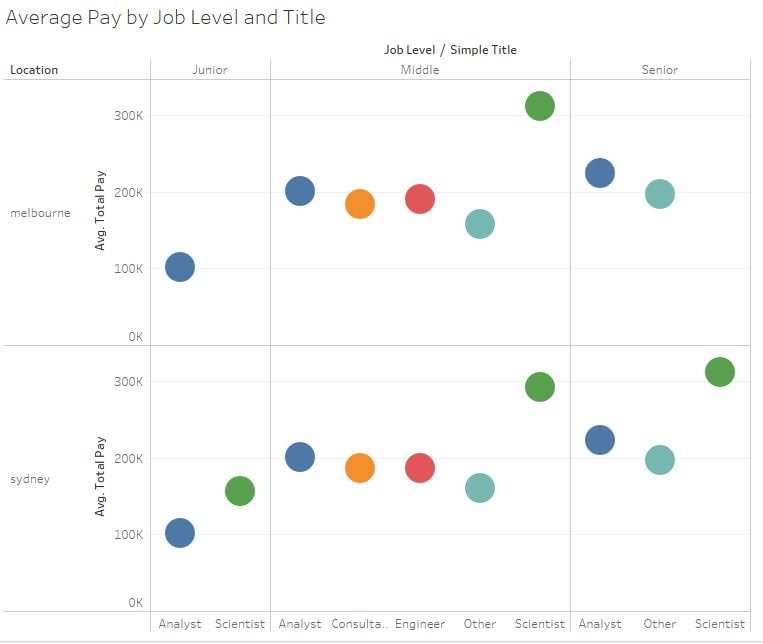 Average Pay by Job Level and Title
Job Level / Simple Title
Location Junior Middle Senior
melbourne
Avg. Total Pay
300K
200K
100K
0K
sydney
Avg. Total Pay
300K
200K
100K
0K
Analyst Scientist Analyst Consulta.. Engineer Other Scientist Analyst Other Scientist